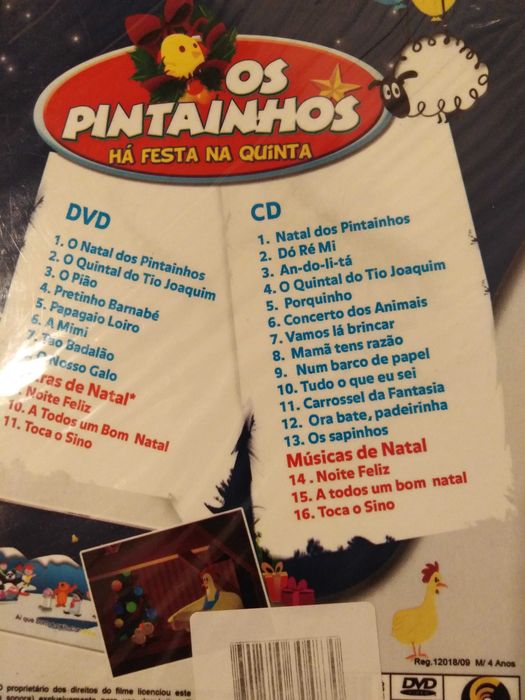 OS
PINTAINHOS
HÁ FESTA NA QUINTA
DVD
1. O Natal dos Pintainhos
2. O Quintal do Tio Joaquim
3. O Pião
4. Pretinho Barnabé
5. Papagaio Loiro
6. A Mimi
7. Tão Badalão
O Nosso Galo
ras de Natal*
Noite Feliz
10. A Todos um Bom Natal
11. Toca o Sino
CD
1. Natal dos Pintainhos
2. Dó Ré Mi
3. An-do-li-tá
4. O Quintal do Tio Joaquim
5. Porquinho
6. Concerto dos Animais
7. Vamos lá brincar
8. Mamã tens razão
9. Num barco de papel
10. Tudo o que eu sei
11. Carrossel da Fantasia
12. Ora bate, padeirinha
13. Os sapinhos
Músicas de Natal
14 . Noite Feliz
15. A todos um bom natal
16. Toca o Sino
Ai que
Reg.12018/09 M/ 4 Anos
O proprietário dos direitos do filme licenciou este
DVD